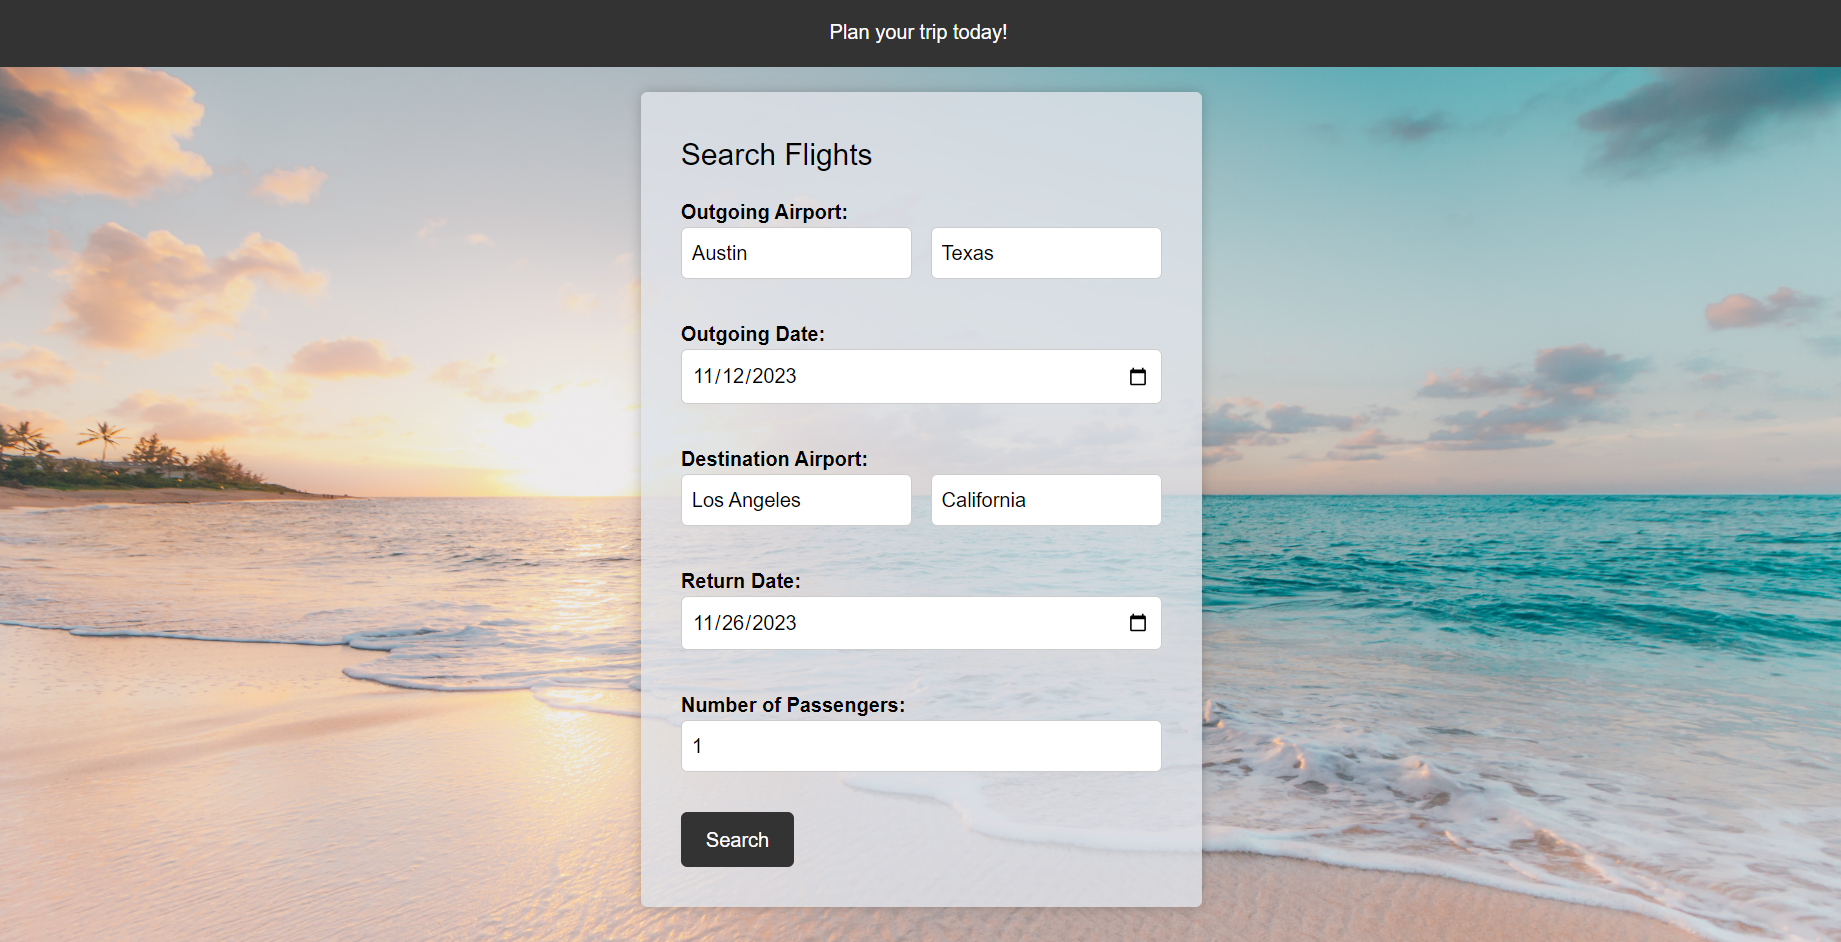 Plan your trip today!
Search Flights
Outgoing Airport:
Austin Texas
Outgoing Date:
11/12/2023
Destination Airport:
Los Angeles California
Return Date:
11/26/2023
Number of Passengers:
1
Search